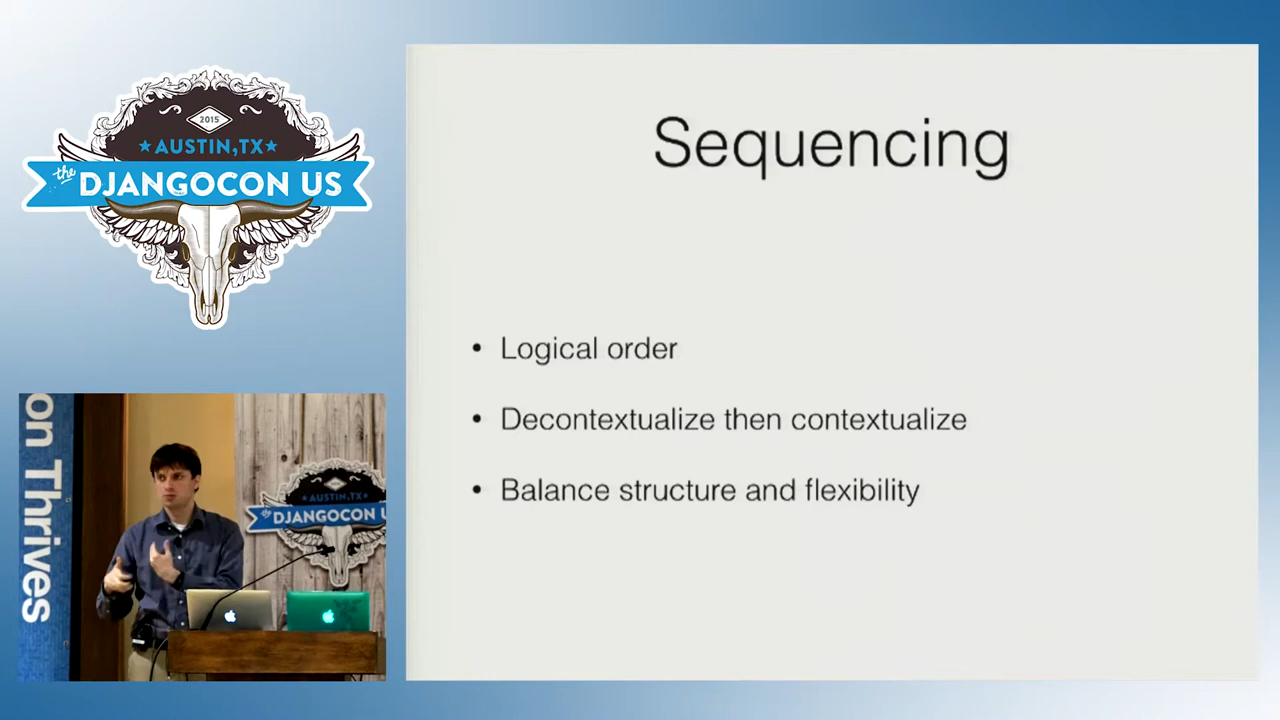 2015
AUSTIN, TX
the
DJANGOCON US
Sequencing
• Logical order
• Decontextualize then contextualize
• Balance structure and flexibility
on Thrives
AUSTIN, TX
the
DJANGOCON U